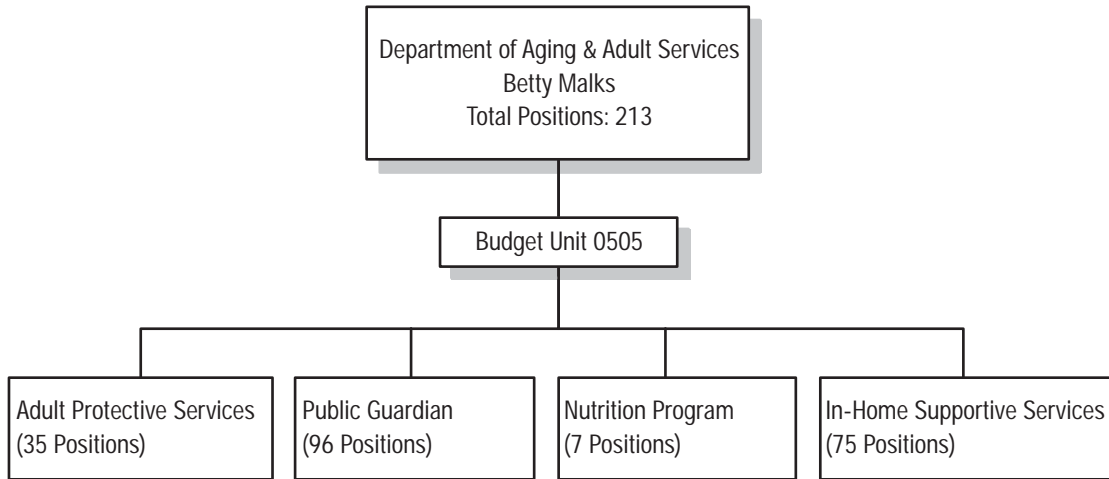 Department of Aging & Adult Services
Betty Malks
Total Positions: 213
Budget Unit 0505
Adult Protective Services
(35 Positions)
Public Guardian
(96 Positions)
Nutrition Program
(7 Positions)
In-Home Supportive Services
(75 Positions)